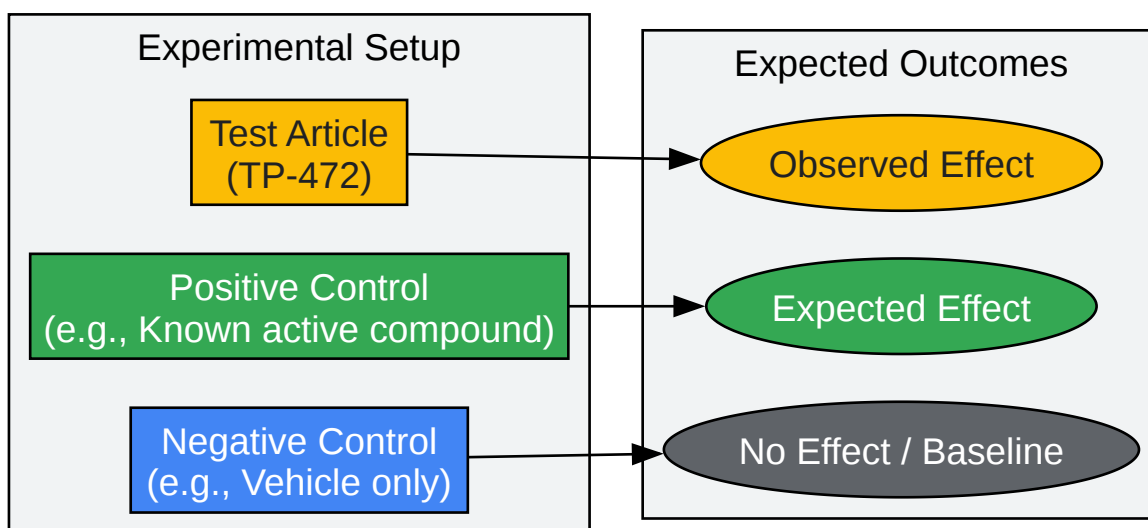 Experimental Setup
Test Article
(TP-472)
Positive Control
(e.g., Known active compound)
Negative Control
(e.g., Vehicle only)
Expected Outcomes
Observed Effect
Expected Effect
No Effect / Baseline